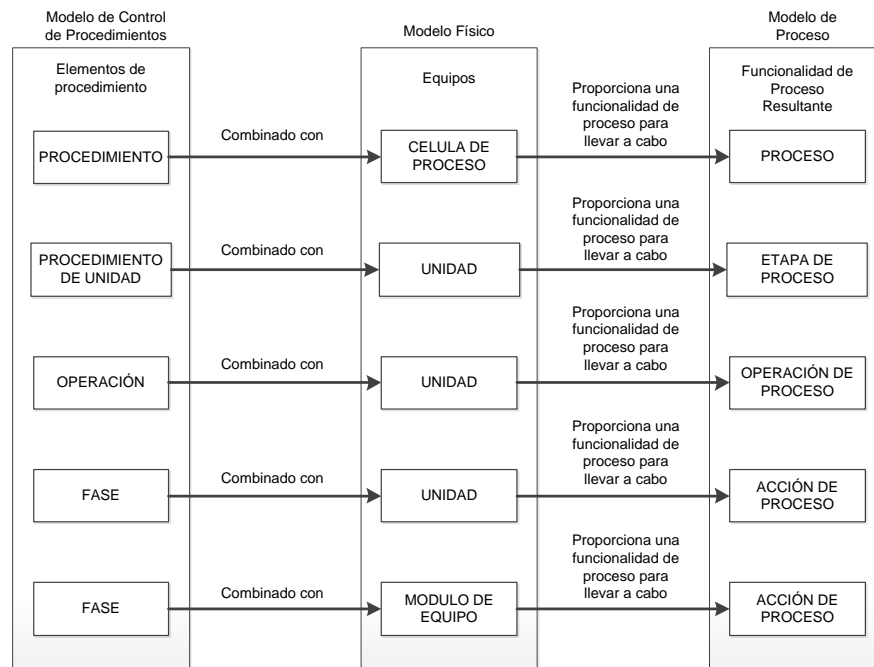 Modelo de Control
de Procedimientos
Modelo Físico
Modelo de
Proceso
Elementos de
procedimiento
Equipos
Proporciona una
funcionalidad de
proceso para
llevar a cabo
Funcionalidad de
Proceso
Resultante
PROCEDIMIENTO
Combinado con
CELULA DE
PROCESO
PROCESO
Proporciona una
funcionalidad de
proceso para
llevar a cabo
PROCEDIMIENTO
DE UNIDAD
Combinado con
UNIDAD
ETAPA DE
PROCESO
Proporciona una
funcionalidad de
proceso para
llevar a cabo
OPERACIÓN
Combinado con
UNIDAD
OPERACIÓN DE
PROCESO
Proporciona una
funcionalidad de
proceso para
llevar a cabo
FASE
Combinado con
UNIDAD
ACCIÓN DE
PROCESO
Proporciona una
funcionalidad de
proceso para
llevar a cabo
FASE
Combinado con
MODULO DE
EQUIPO
ACCIÓN DE
PROCESO